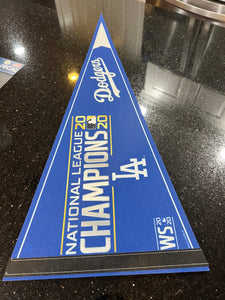 Dodgers
2020
NATIONAL LEAGUE
CHAMPIONS
LA
WS 2020